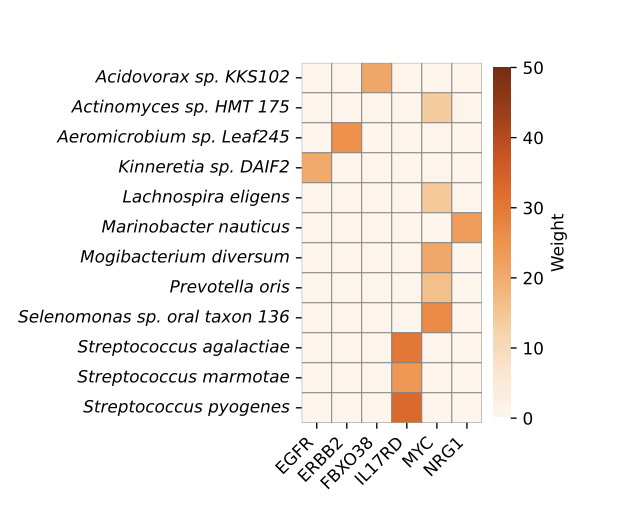 Acidovorax sp. KKS102
Actinomyces sp. HMT 175
Aeromicrobium sp. Leaf245
Kinneretia sp. DAIF2
Lachnospira eligens
Marinobacter nauticus
Mogibacterium diversum
Prevotella oris
Selenomonas sp. oral taxon 136
Streptococcus agalactiae
Streptococcus marmotae
Streptococcus pyogenes
EGFR
ERBB2
FBXO38
IL17RD
MYC
NRG1
50
40
30
20
10
0
Weight